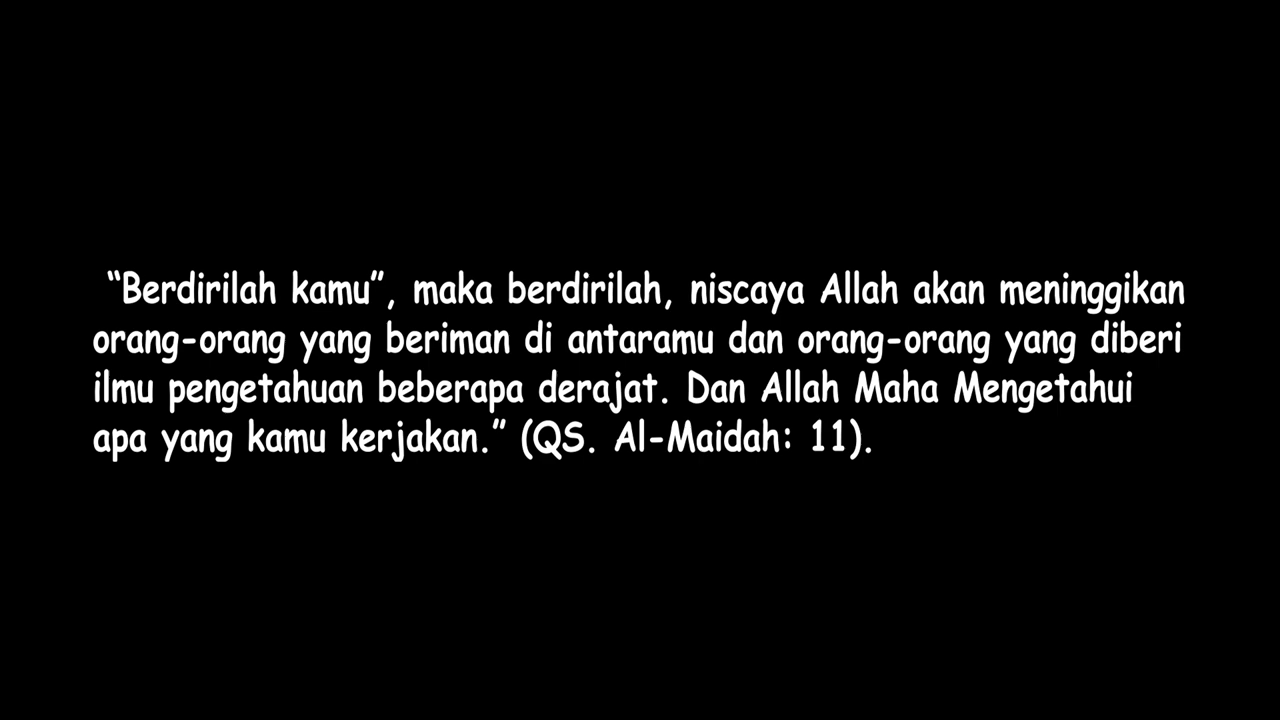 “Berdirilah kamu”, maka berdirilah, niscaya Allah akan meninggikan
orang-orang yang beriman di antaramu dan orang-orang yang diberi
ilmu pengetahuan beberapa derajat. Dan Allah Maha Mengetahui
apa yang kamu kerjakan.” (QS. Al-Maidah: 11).